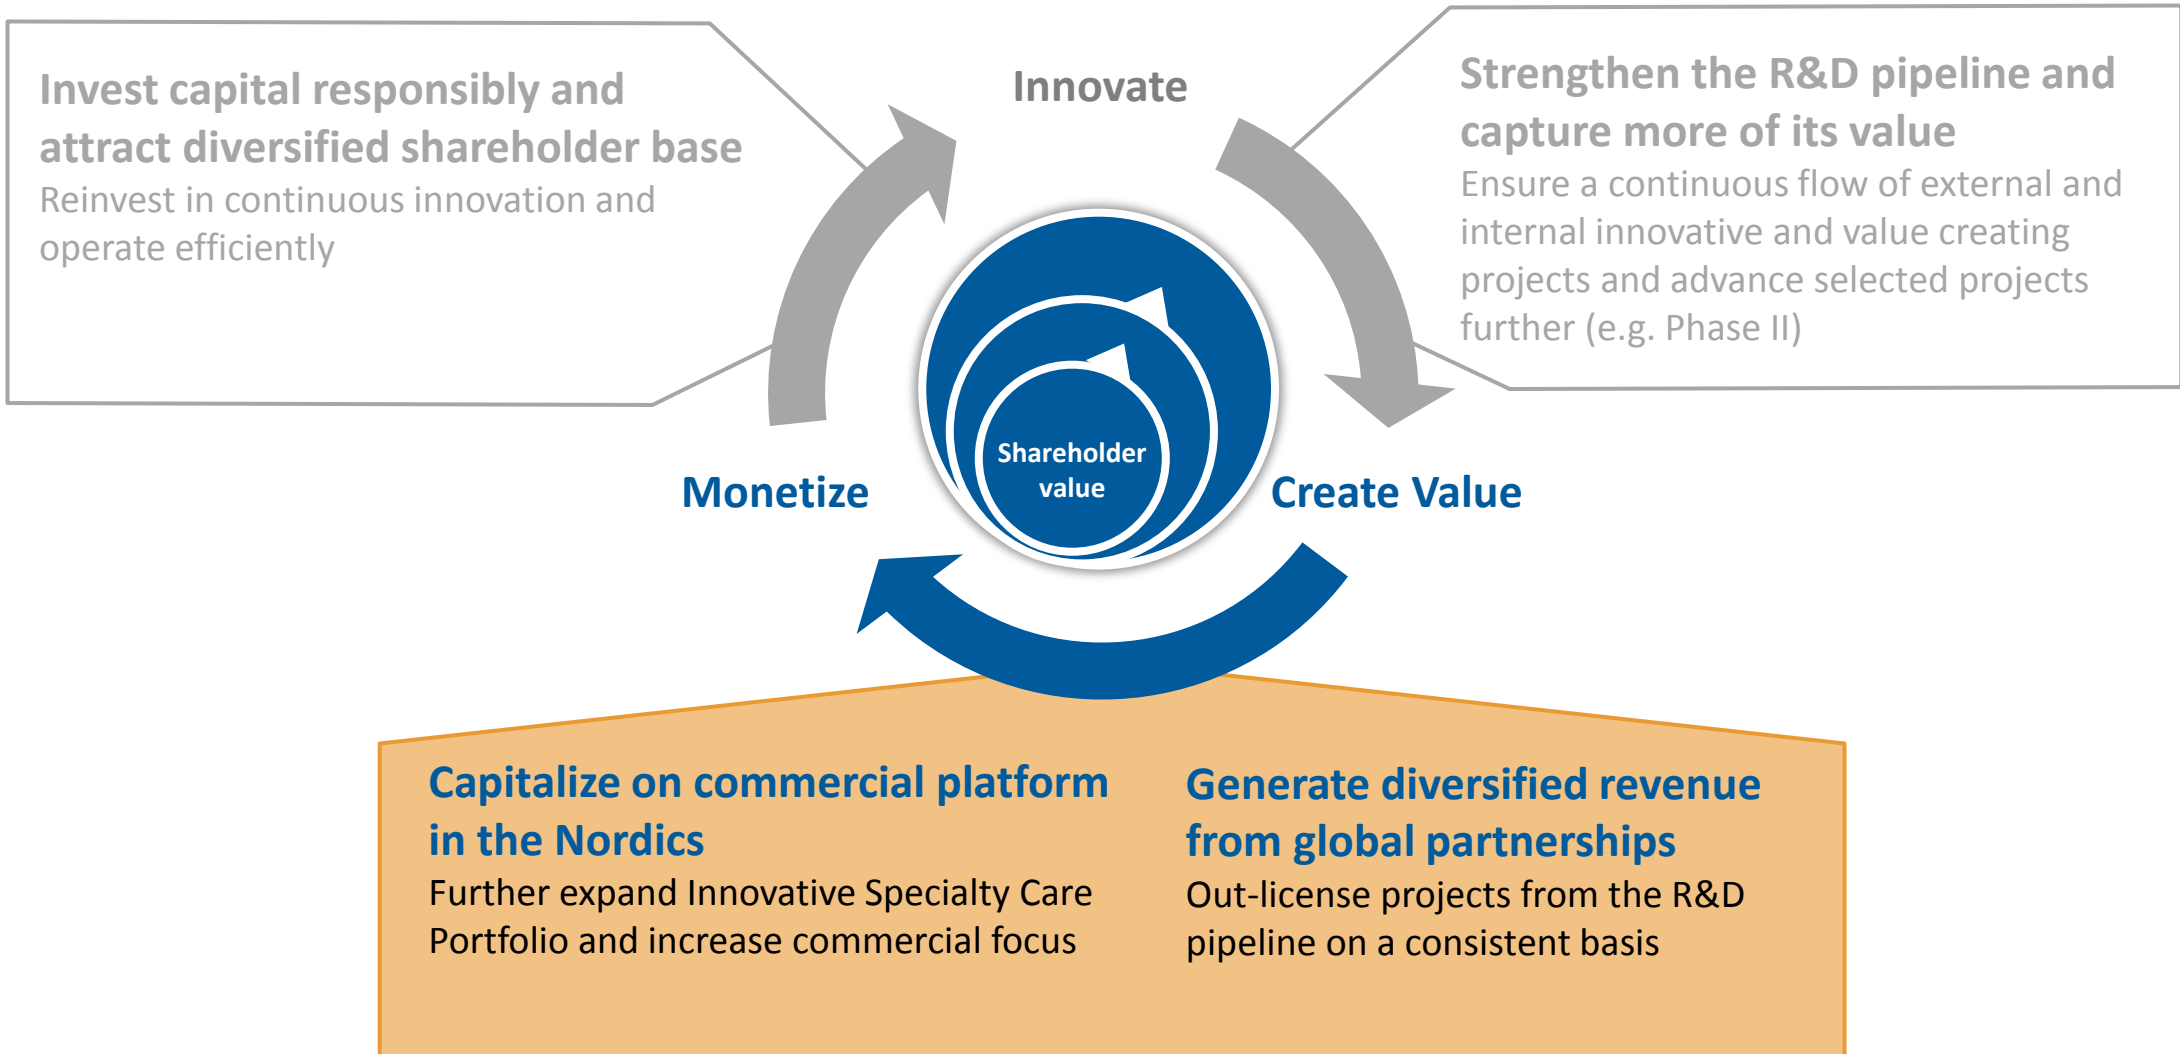 Invest capital responsibly and
attract diversified shareholder base
Reinvest in continuous innovation and
operate efficiently
Innovate
Strengthen the R&D pipeline and
capture more of its value
Ensure a continuous flow of external and
internal innovative and value creating
projects and advance selected projects
further (e.g. Phase II)
Monetize
Shareholder
value
Create Value
Capitalize on commercial platform
in the Nordics
Further expand Innovative Specialty Care
Portfolio and increase commercial focus
Generate diversified revenue
from global partnerships
Out-license projects from the R&D
pipeline on a consistent basis